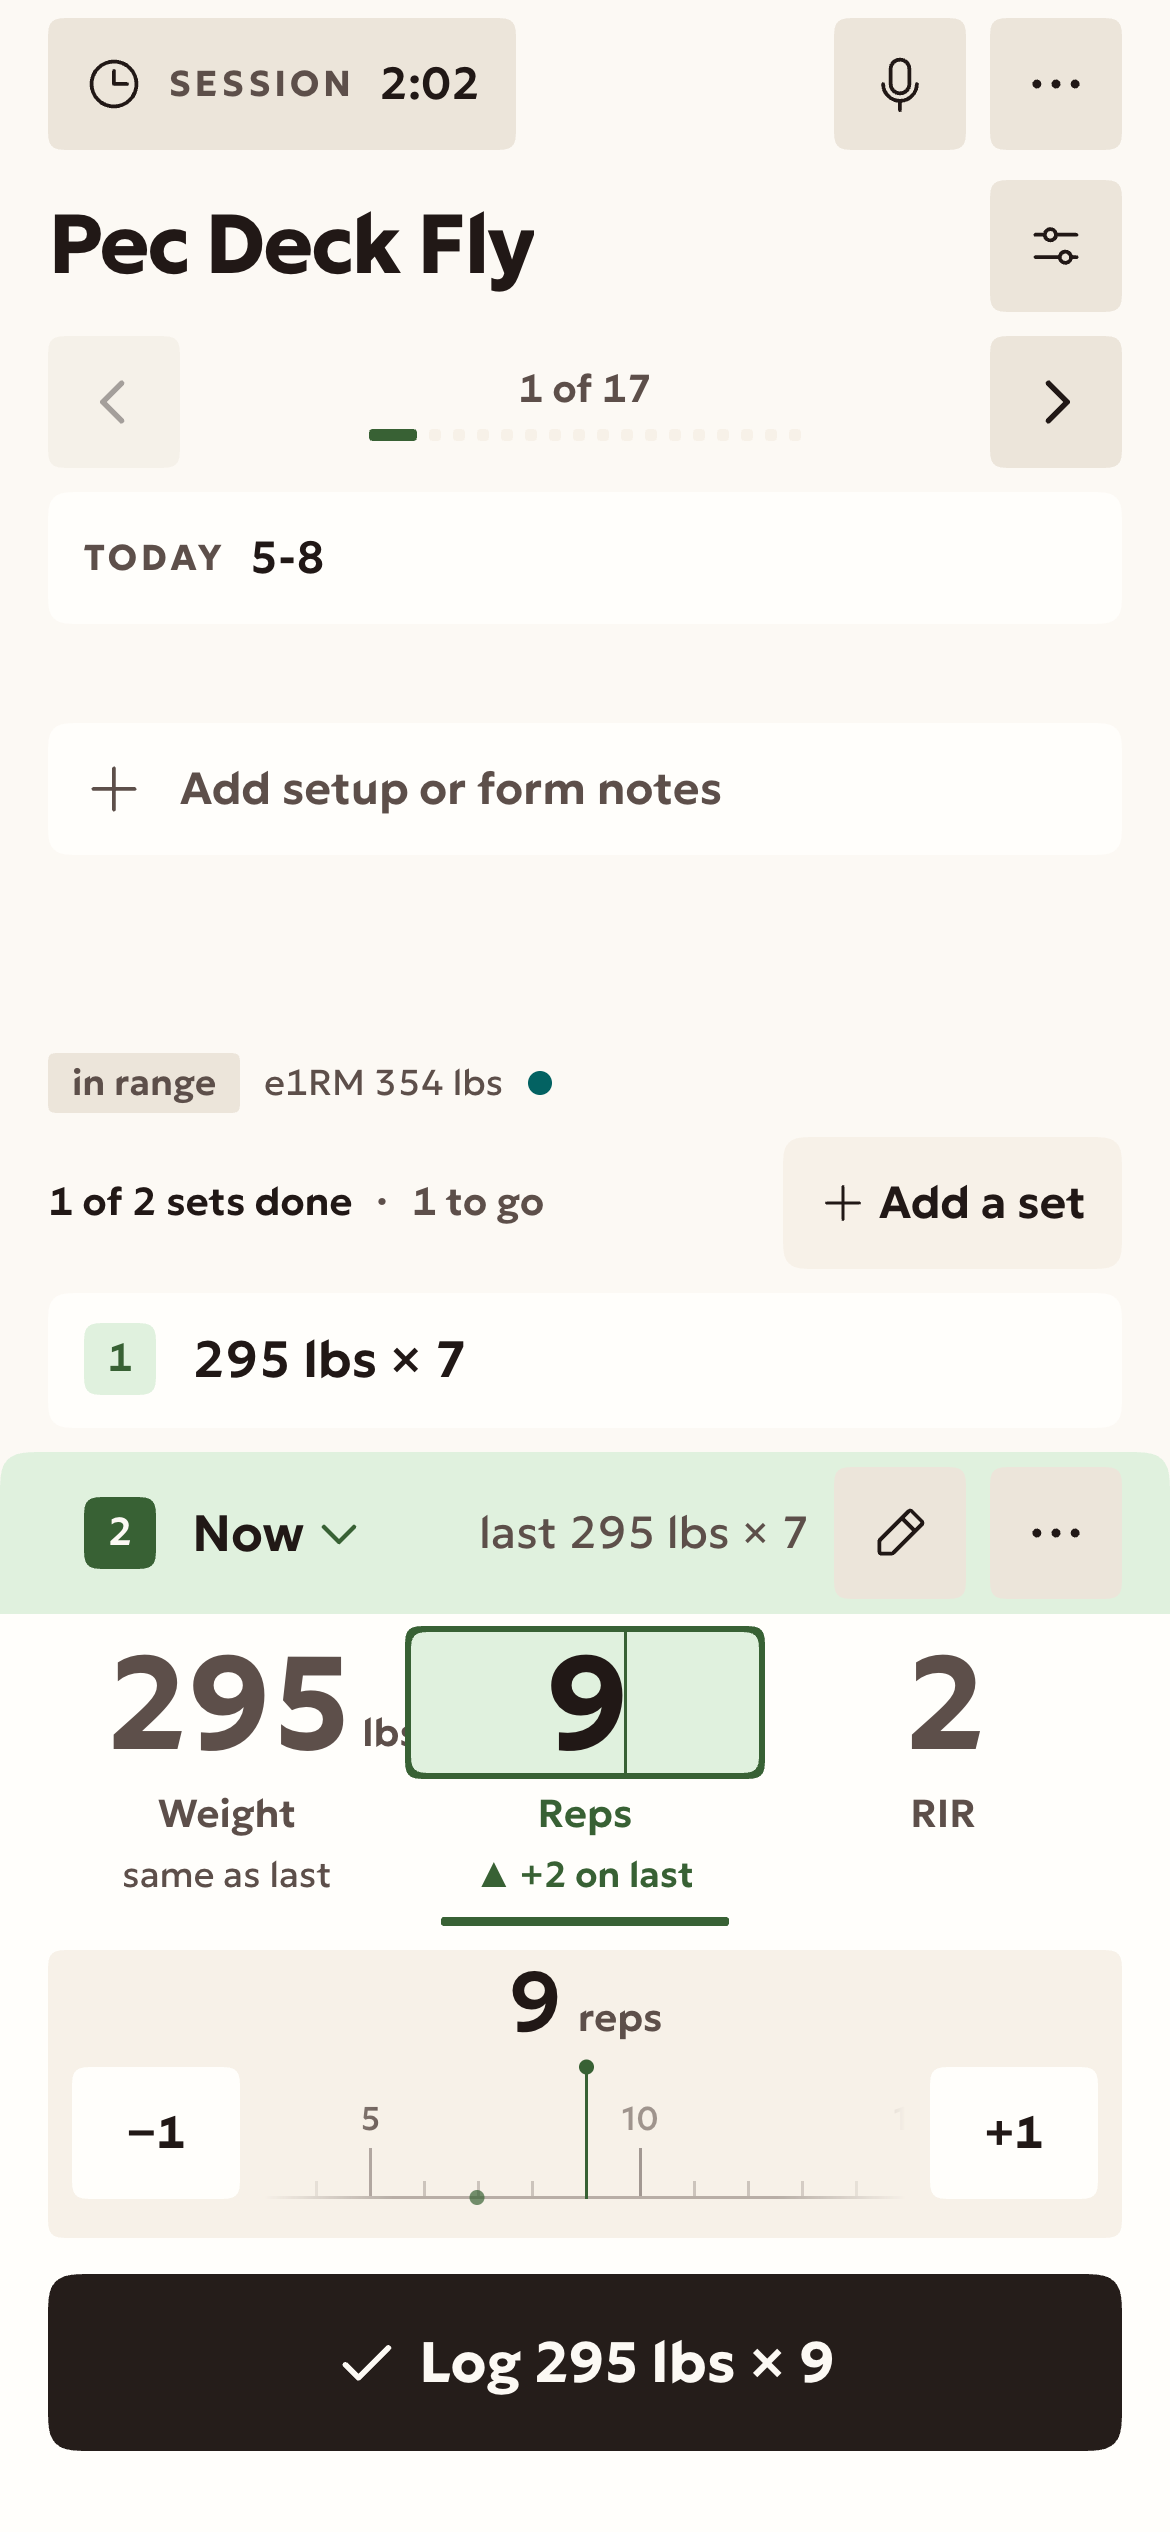 SESSION 2:02
Pec Deck Fly
1 of 17
TODAY 5-8
Add setup or form notes
in range e1RM 354 lbs
1 of 2 sets done · 1 to go
+ Add a set
1 295 lbs × 7
2 Now last 295 lbs × 7
295 lbs 9 2
Weight Reps RIR
same as last ▲ +2 on last
9 reps
−1 5 10 +1
Log 295 lbs × 9